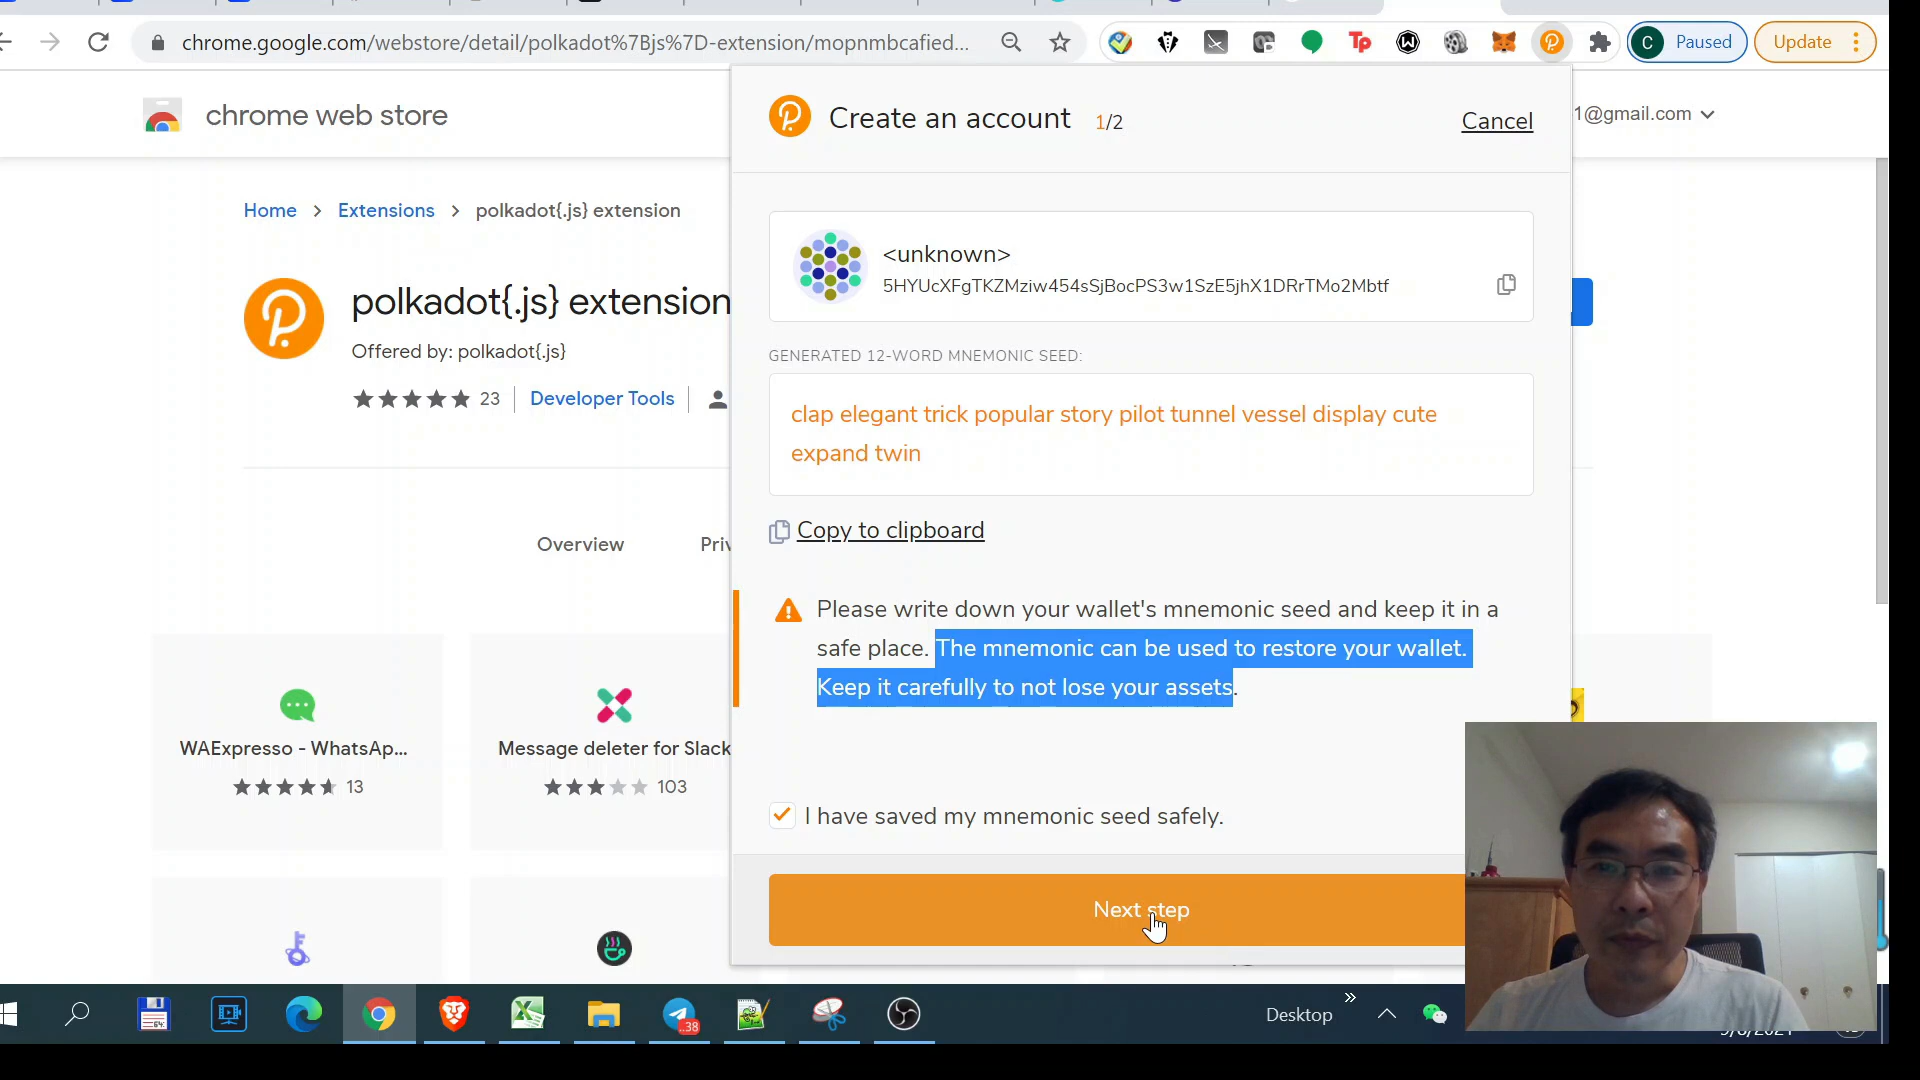 chrome.google.com/webstore/detail/polkadot%7Bjs%7D-extension/mopnmbcafied...
Tp
C Paused
Update
chrome web store
Create an account 1/2
Cancel
1@gmail.com
Home > Extensions > polkadot{.js} extension
<unknown>
5HYUcXFgTKZMziw454sSjBocPS3w1SzE5jhX1DRrTMo2Mbtf
polkadot{.js} extension
Offered by: polkadot{.js}
23 Developer Tools
GENERATED 12-WORD MNEMONIC SEED:
clap elegant trick popular story pilot tunnel vessel display cute
expand twin
Copy to clipboard
Overview
Priv
Please write down your wallet's mnemonic seed and keep it in a
safe place. The mnemonic can be used to restore your wallet.
Keep it carefully to not lose your assets.
WAExpresso - WhatsAp...
13
Message deleter for Slack
103
I have saved my mnemonic seed safely.
Next step
38
Desktop